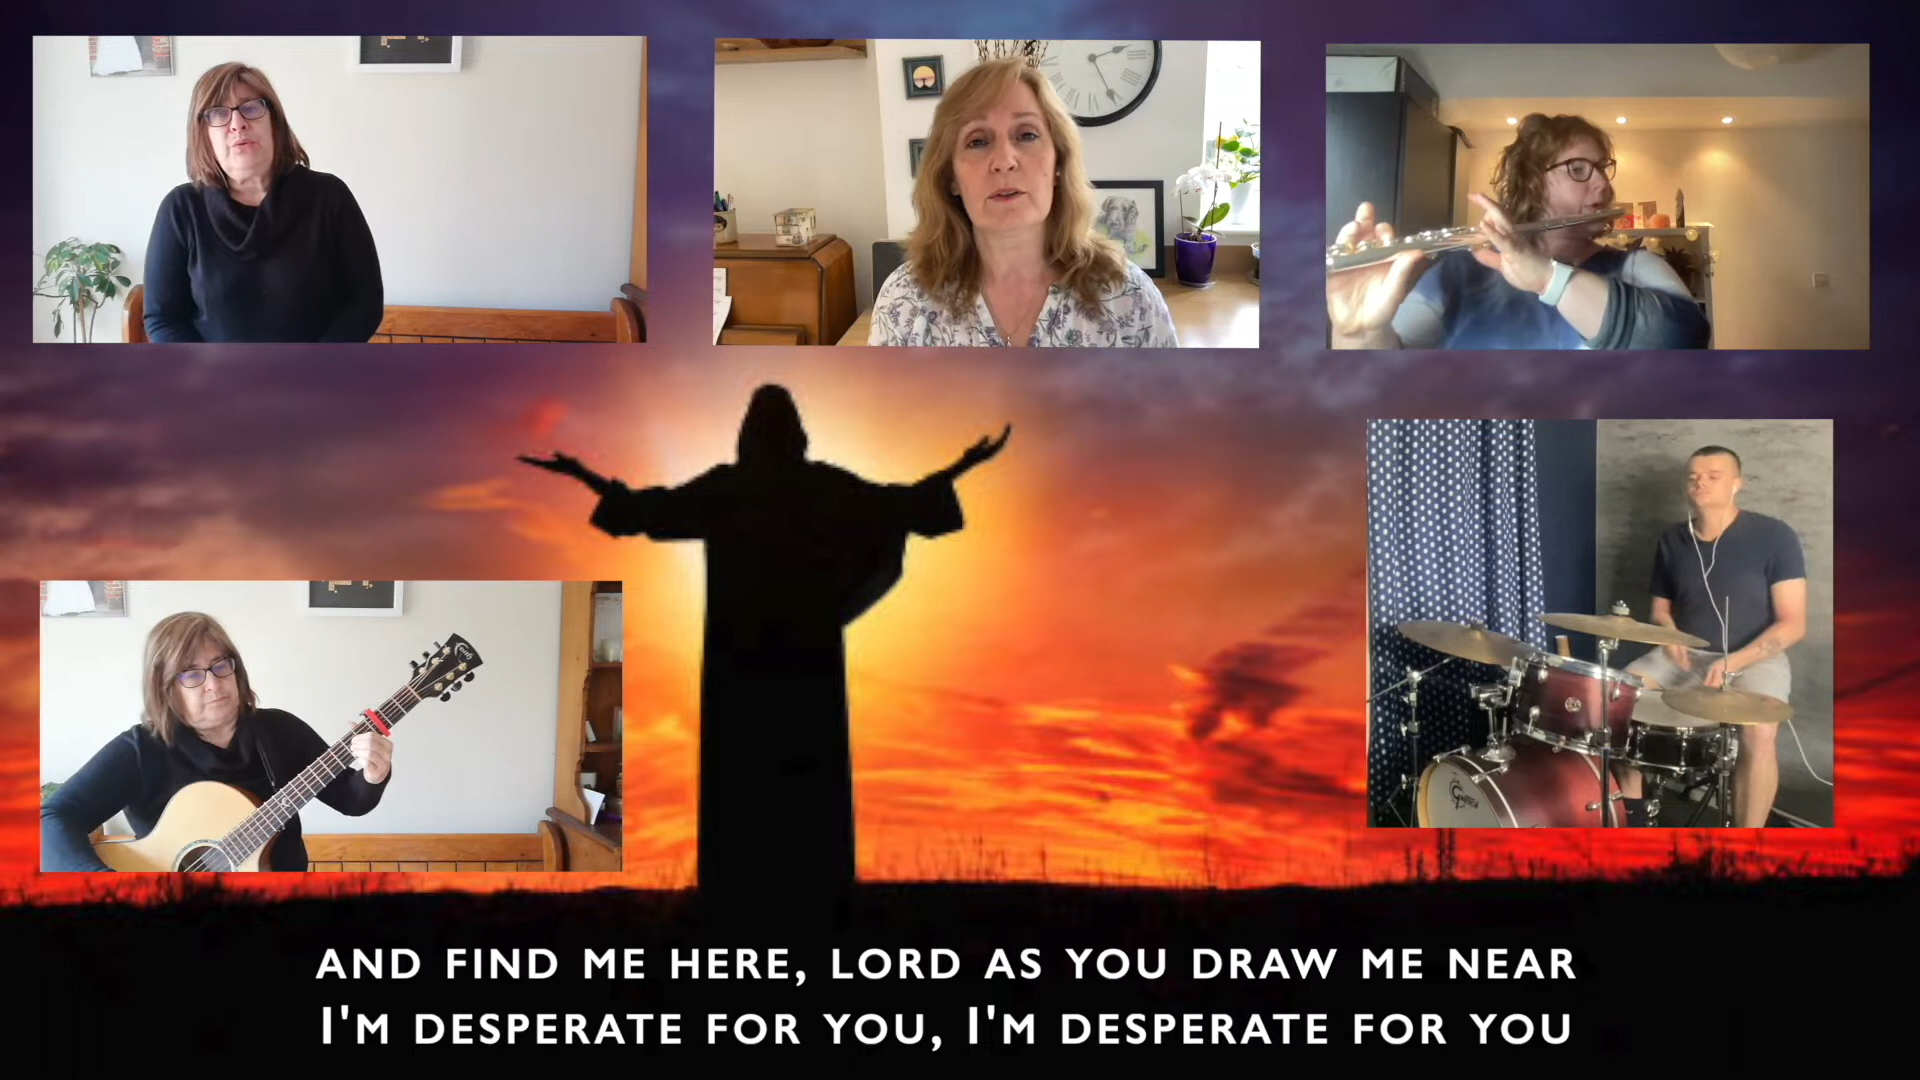 AND FIND ME HERE, LORD AS YOU DRAW ME NEAR
I'M DESPERATE FOR YOU, I'M DESPERATE FOR YOU